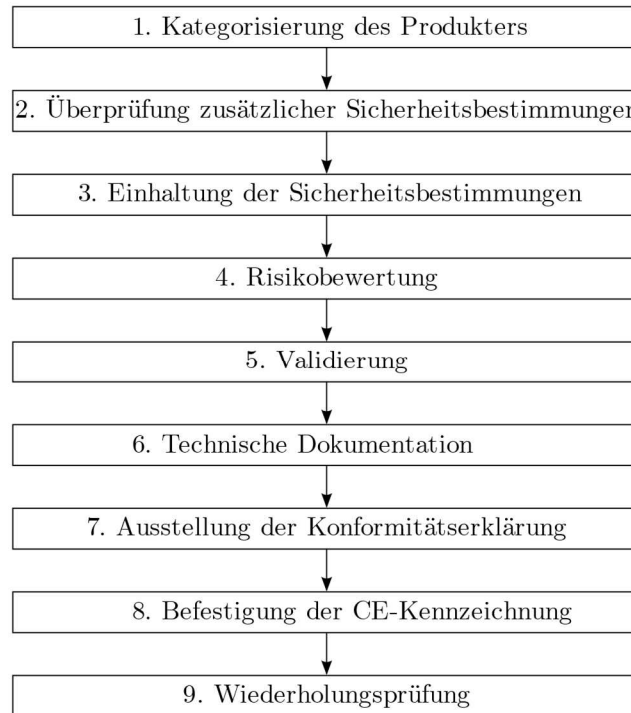 1. Kategorisierung des Produkters
2. Überprüfung zusätzlicher Sicherheitsbestimmungen
3. Einhaltung der Sicherheitsbestimmungen
4. Risikobewertung
5. Validierung
6. Technische Dokumentation
7. Ausstellung der Konformitätserklärung
8. Befestigung der CE-Kennzeichnung
9. Wiederholungsprüfung